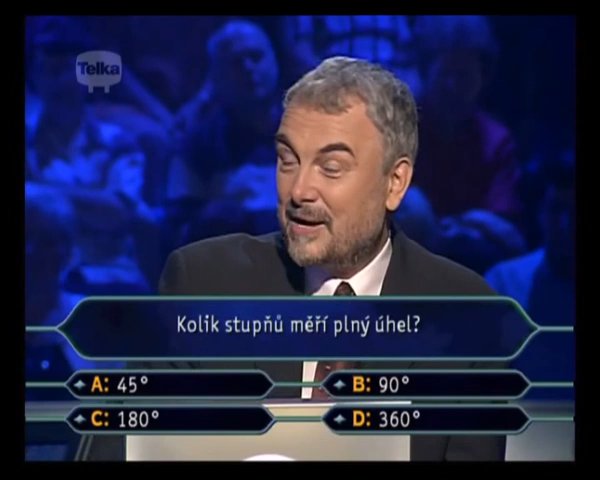 Telka
Kolik stupňů měří plný úhel?
A: 45°
B: 90°
C: 180°
D: 360°